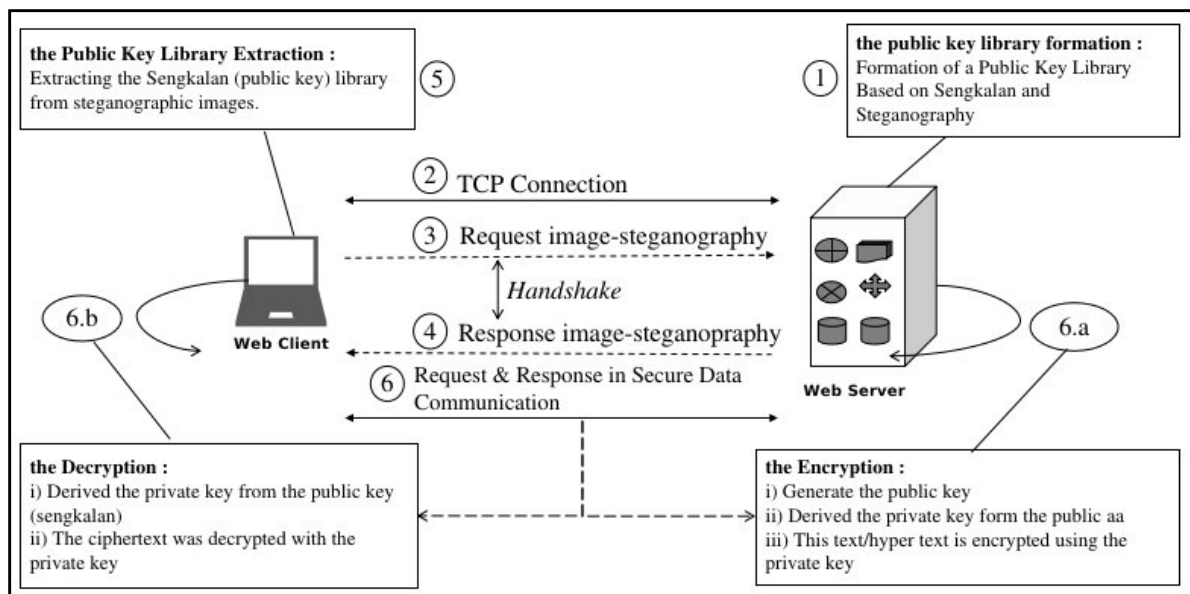 the Public Key Library Extraction :
Extracting the Sengkalan (public key) library
from steganographic images.
5
1
the public key library formation :
Formation of a Public Key Library
Based on Sengkalan and
Steganography
2
TCP Connection
3
Request image-steganography
Handshake
4
Response image-steganopraphy
6
Request & Response in Secure Data
Communication
Web Client
Web Server
6.b
6.a
the Decryption :
i) Derived the private key from the public key
(sengkalan)
ii) The ciphertext was decrypted with the
private key
the Encryption :
i) Generate the public key
ii) Derived the private key form the public aa
iii) This text/hyper text is encrypted using the
private key